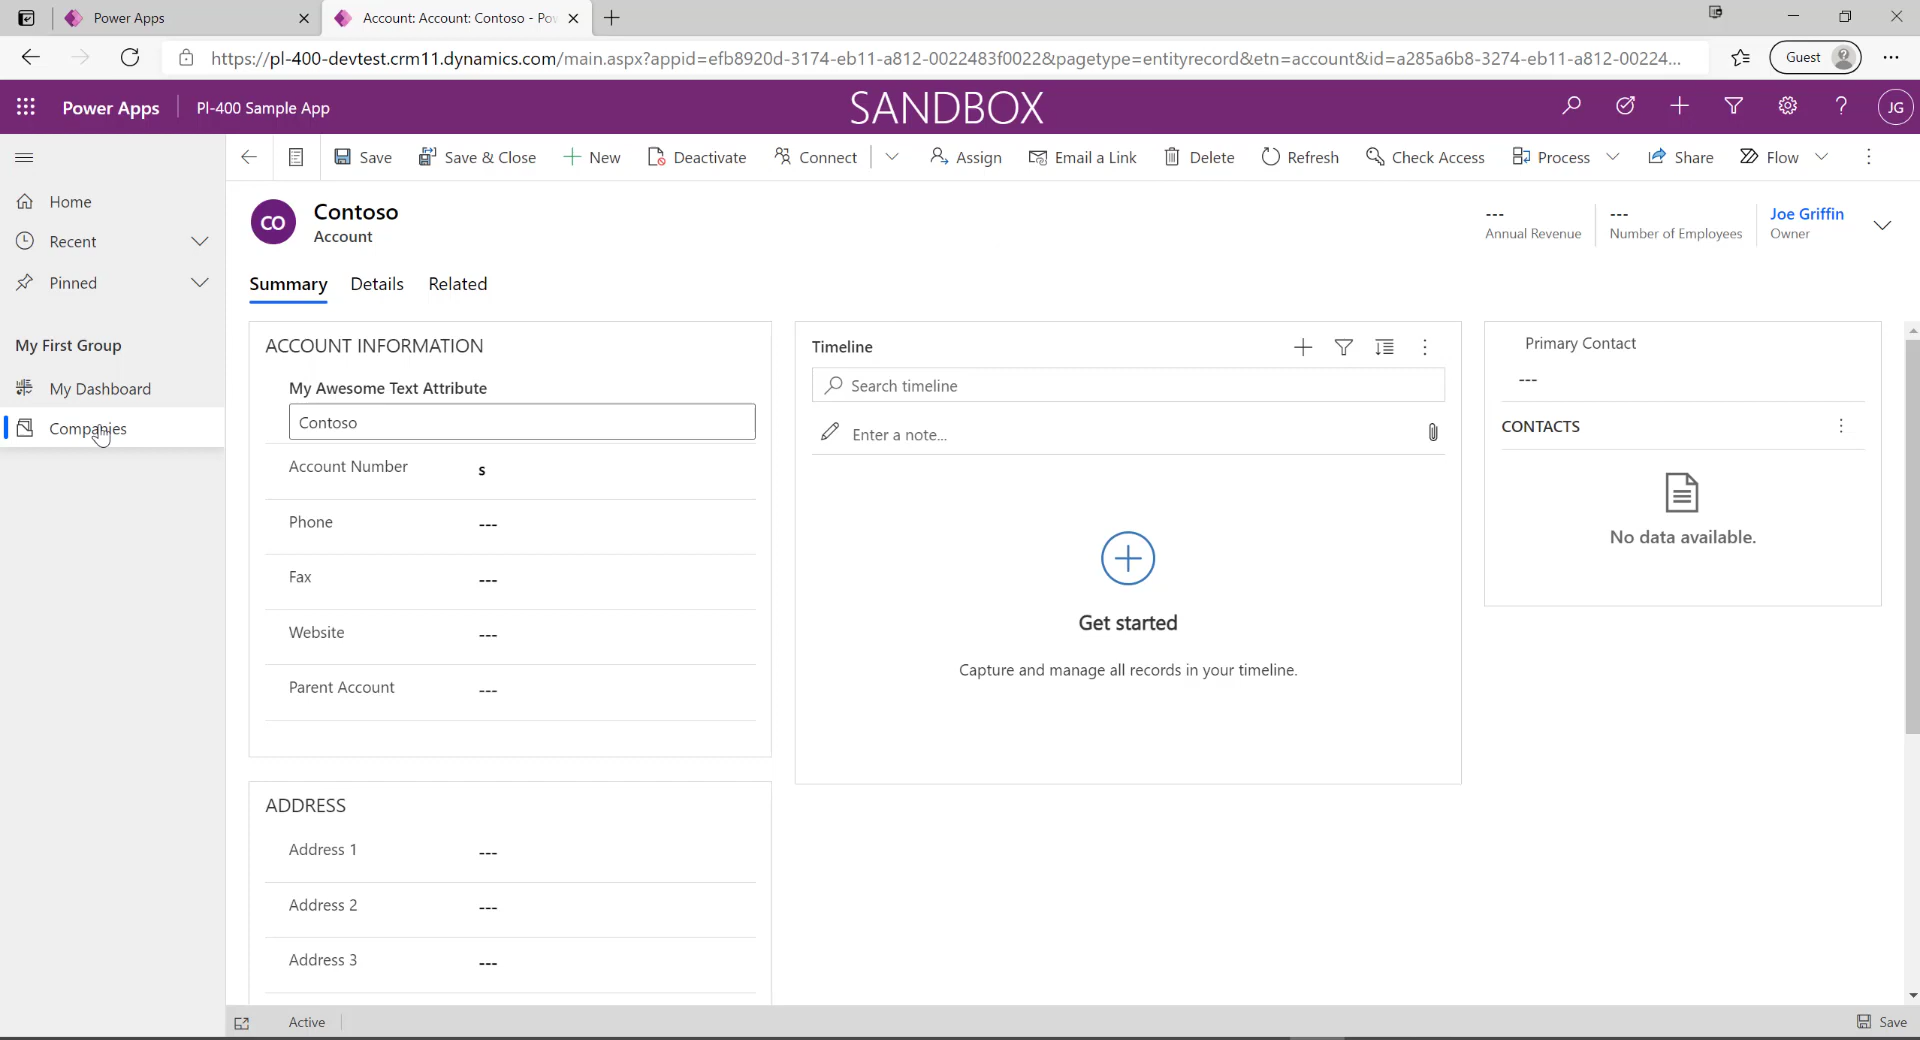 Power Apps
Account: Account: Contoso - Po
https://pl-400-devtest.crm11.dynamics.com/main.aspx?appid=efb8920d-3174-eb11-a812-0022483f0022&pagetype=entityrecord&etn=account&id=a285a6b8-3274-eb11-a812-00224...
Guest
Power Apps
Pl-400 Sample App
SANDBOX
JG
Save
Save & Close
New
Deactivate
Connect
Assign
Email a Link
Delete
Refresh
Check Access
Process
Share
Flow
Home
Recent
Pinned
My First Group
My Dashboard
Companies
CO
Contoso
Account
---
Annual Revenue
---
Number of Employees
Joe Griffin
Owner
Summary
Details
Related
ACCOUNT INFORMATION
My Awesome Text Attribute
Contoso
Account Number
s
Phone
---
Fax
---
Website
---
Parent Account
---
ADDRESS
Address 1
---
Address 2
---
Address 3
---
Timeline
Search timeline
Enter a note...
Get started
Capture and manage all records in your timeline.
Primary Contact
---
CONTACTS
No data available.
Active
Save